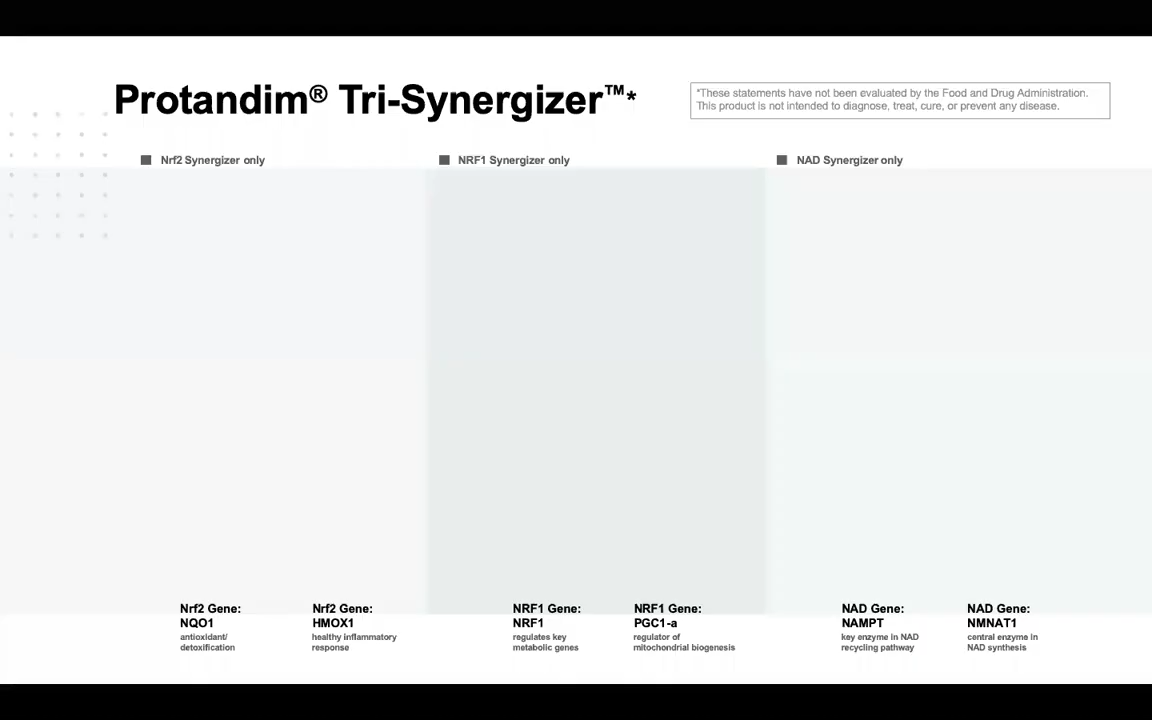 Protandim® Tri-Synergizer™*
*These statements have not been evaluated by the Food and Drug Administration.
This product is not intended to diagnose, treat, cure, or prevent any disease.
Nrf2 Synergizer only
NRF1 Synergizer only
NAD Synergizer only
Nrf2 Gene:
NQO1
antioxidant/
detoxification
Nrf2 Gene:
HMOX1
healthy inflammatory
response
NRF1 Gene:
NRF1
regulates key
metabolic genes
NRF1 Gene:
PGC1-a
regulator of
mitochondrial biogenesis
NAD Gene:
NAMPT
key enzyme in NAD
recycling pathway
NAD Gene:
NMNAT1
central enzyme in
NAD synthesis